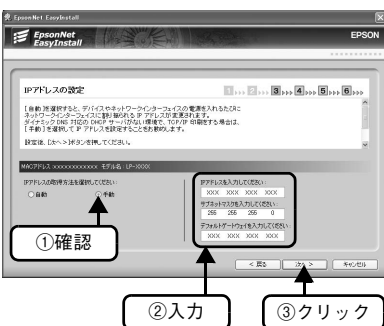 EpsonNet EasyInstall
EpsonNet
EasyInstall
EPSON
IPアドレスの設定
1 2 3 4 5 6
[自動]を選択すると、デバイスやネットワークインターフェイスの電源を入れるたびに
ネットワークインターフェイスに割り振られる IP アドレスが変更されます。
ダイナミック DNS 対応の DHCP サーバがない環境で、TCP/IP 印刷をする場合は、
[手動]を選択して IP アドレスを設定することをお勧めします。
設定後、[次へ >]ボタンを押してください。
MACアドレス:xxxxxxxxxxxx モデル名:LP-XXXX
IPアドレスの取得方法を選択してください:
自動 手動
IPアドレスを入力してください:
XXX XXX XXX XXX
サブネットマスクを入力してください:
255 255 255 0
デフォルトゲートウェイを入力してください:
XXX XXX XXX XXX
< 戻る 次へ > キャンセル
①確認
②入力
③クリック